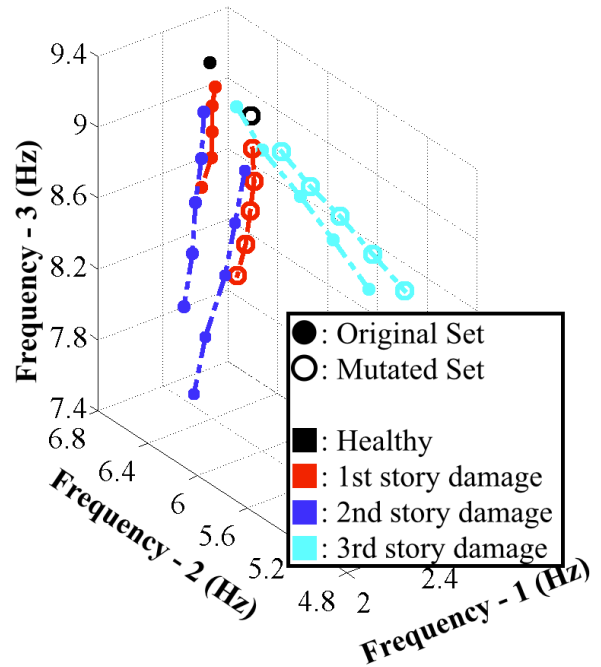 9.4
9
8.6
8.2
7.8
7.4
Frequency - 3 (Hz)
6.8
6.4
6
5.6
5.2
4.8
Frequency - 2 (Hz)
2
2.4
Frequency - 1 (Hz)
: Original Set
: Mutated Set
: Healthy
: 1st story damage
: 2nd story damage
: 3rd story damage